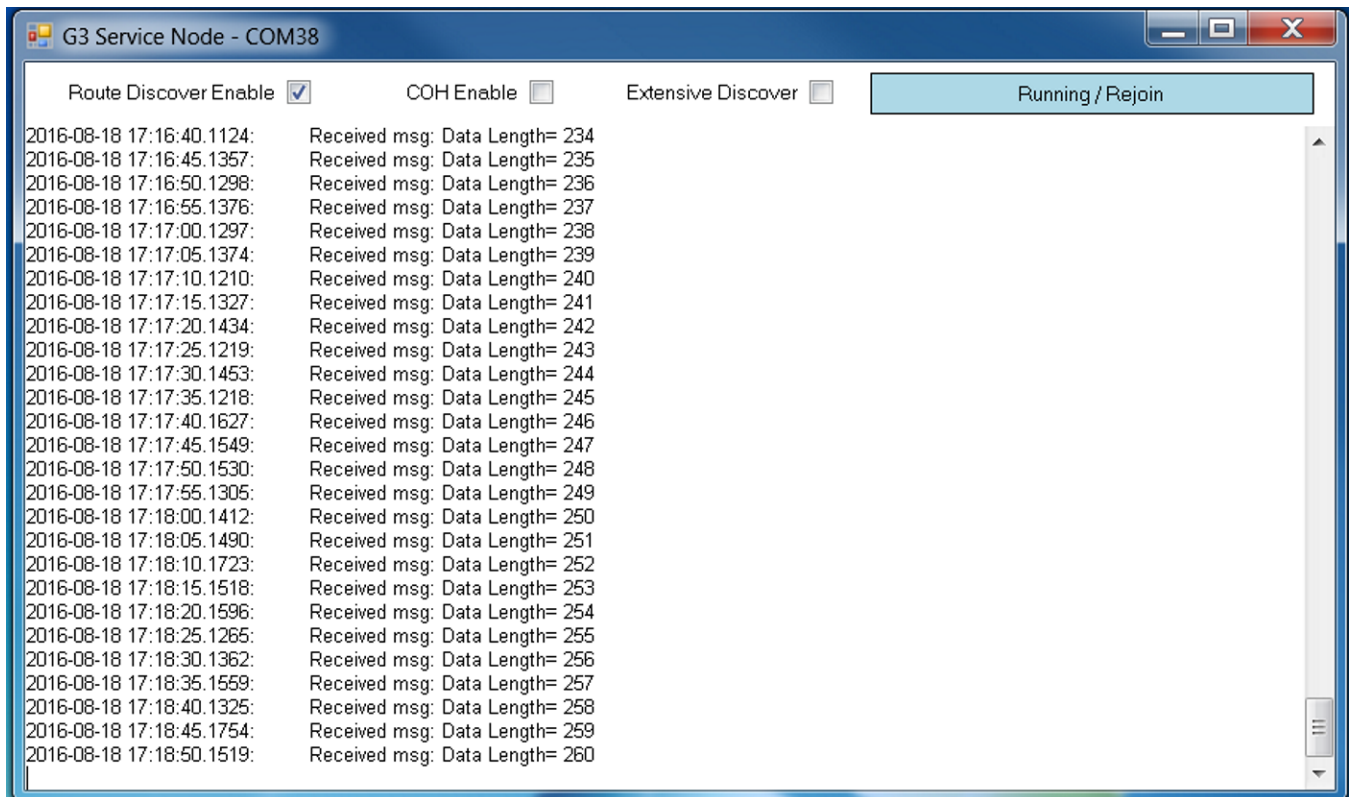 G3 Service Node - COM38
Route Discover Enable COH Enable Extensive Discover Running / Rejoin
2016-08-18 17:16:40.1124: Received msg: Data Length= 234
2016-08-18 17:16:45.1357: Received msg: Data Length= 235
2016-08-18 17:16:50.1298: Received msg: Data Length= 236
2016-08-18 17:16:55.1376: Received msg: Data Length= 237
2016-08-18 17:17:00.1297: Received msg: Data Length= 238
2016-08-18 17:17:05.1374: Received msg: Data Length= 239
2016-08-18 17:17:10.1210: Received msg: Data Length= 240
2016-08-18 17:17:15.1327: Received msg: Data Length= 241
2016-08-18 17:17:20.1434: Received msg: Data Length= 242
2016-08-18 17:17:25.1219: Received msg: Data Length= 243
2016-08-18 17:17:30.1453: Received msg: Data Length= 244
2016-08-18 17:17:35.1218: Received msg: Data Length= 245
2016-08-18 17:17:40.1627: Received msg: Data Length= 246
2016-08-18 17:17:45.1549: Received msg: Data Length= 247
2016-08-18 17:17:50.1530: Received msg: Data Length= 248
2016-08-18 17:17:55.1305: Received msg: Data Length= 249
2016-08-18 17:18:00.1412: Received msg: Data Length= 250
2016-08-18 17:18:05.1490: Received msg: Data Length= 251
2016-08-18 17:18:10.1723: Received msg: Data Length= 252
2016-08-18 17:18:15.1518: Received msg: Data Length= 253
2016-08-18 17:18:20.1596: Received msg: Data Length= 254
2016-08-18 17:18:25.1265: Received msg: Data Length= 255
2016-08-18 17:18:30.1362: Received msg: Data Length= 256
2016-08-18 17:18:35.1559: Received msg: Data Length= 257
2016-08-18 17:18:40.1325: Received msg: Data Length= 258
2016-08-18 17:18:45.1754: Received msg: Data Length= 259
2016-08-18 17:18:50.1519: Received msg: Data Length= 260